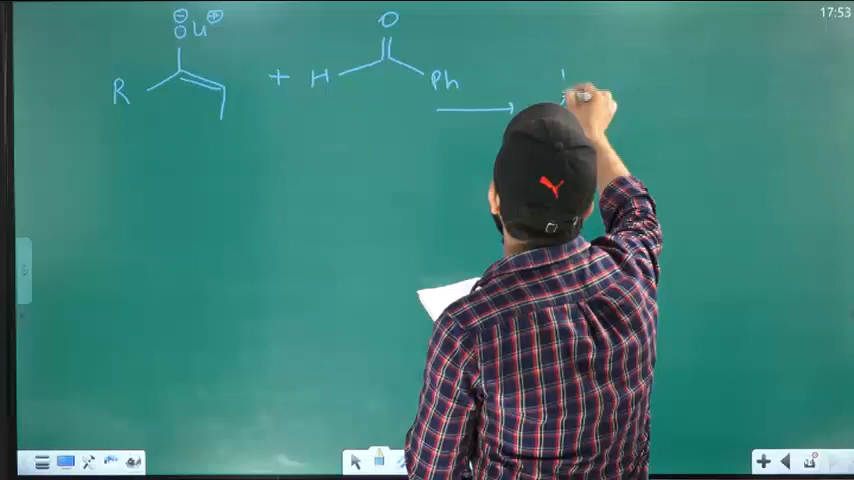 17:53
⊖ ⊕
O Li O
R + H Ph